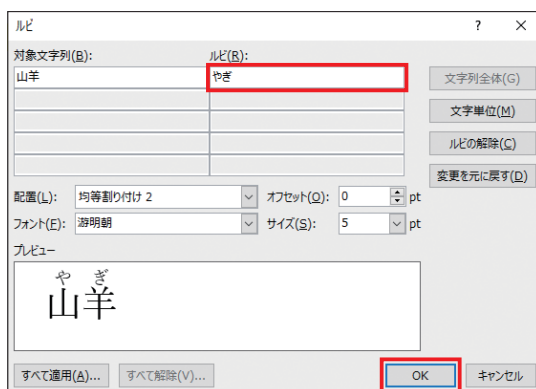 ルビ ? ×
対象文字列(B): ルビ(R):
山羊 やぎ 文字列全体(G)
文字単位(M)
ルビの解除(C)
変更を元に戻す(D)
配置(L): 均等割り付け 2 オフセット(O): 0 pt
フォント(F): 游明朝 サイズ(S): 5 pt
プレビュー
やぎ
山羊
すべて適用(A)... すべて解除(V)... OK キャンセル